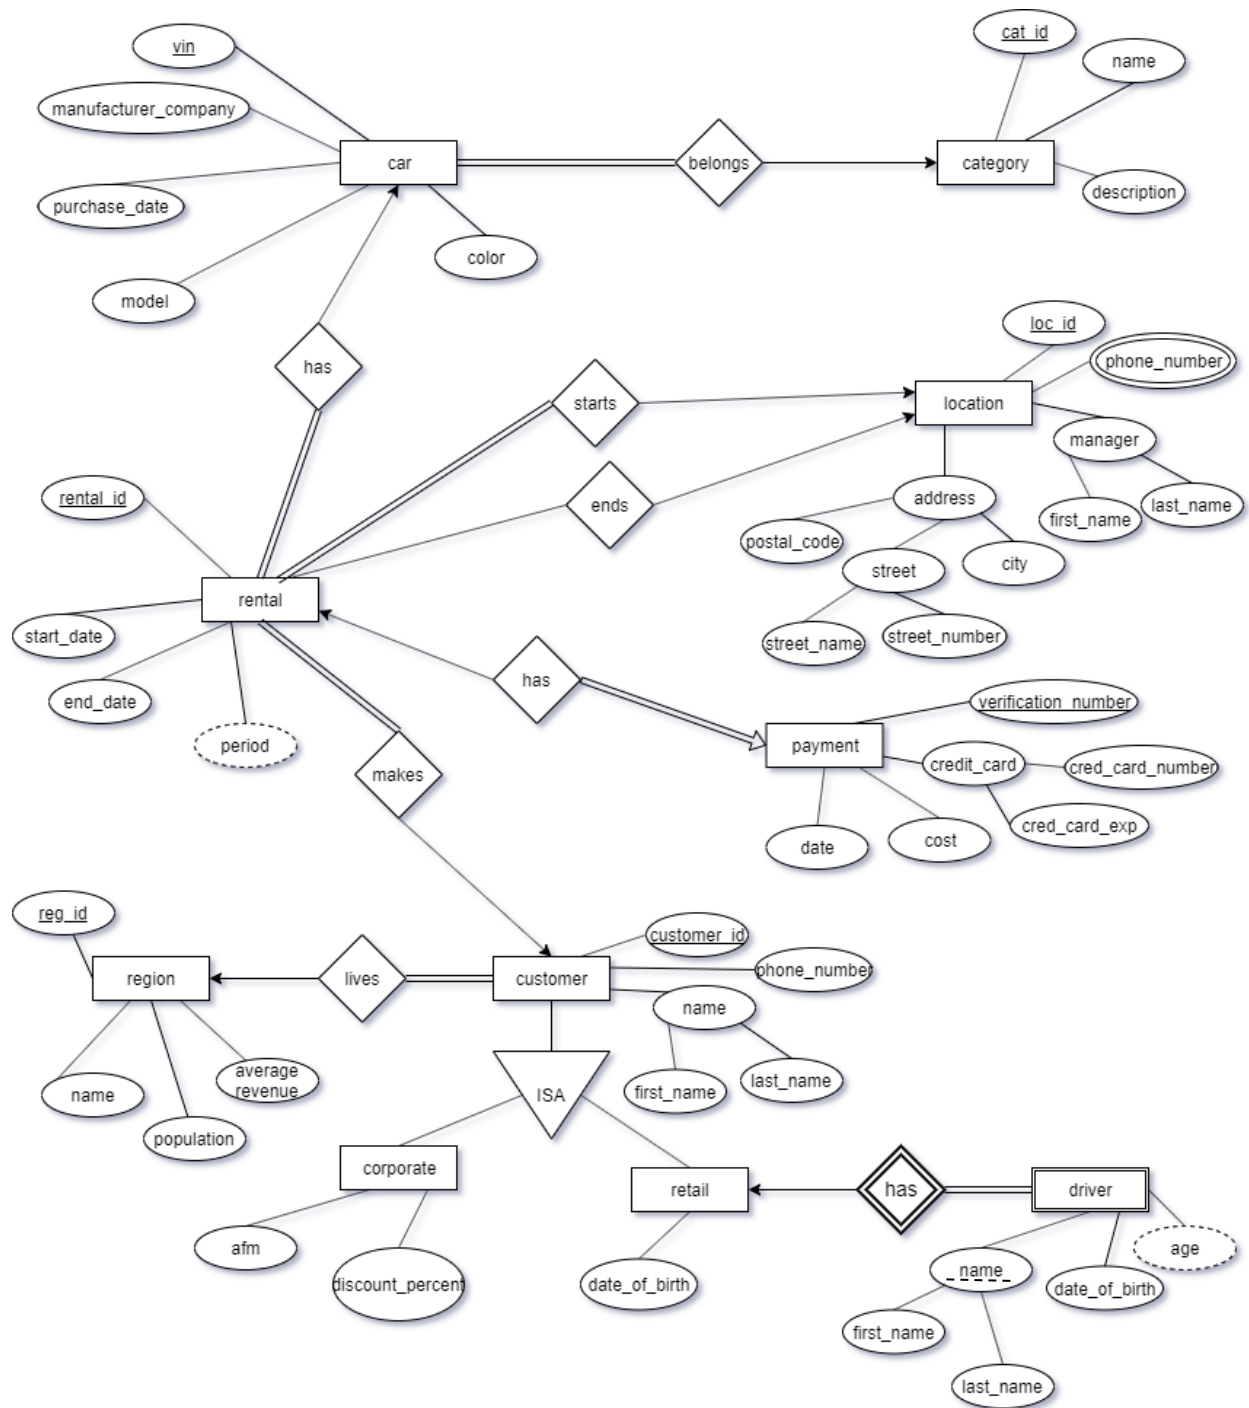 vin
cat_id
name
manufacturer_company
car
belongs
category
purchase_date
description
color
model
loc_id
phone_number
has
starts
location
manager
rental_id
ends
address
last_name
first_name
postal_code
city
street
rental
start_date
street_name
street_number
end_date
has
verification_number
period
payment
credit_card
cred_card_number
makes
date
cost
cred_card_exp
reg_id
customer_id
region
lives
customer
phone_number
name
average
revenue
name
ISA
first_name
last_name
population
corporate
retail
has
driver
afm
age
discount_percent
date_of_birth
name
date_of_birth
first_name
last_name